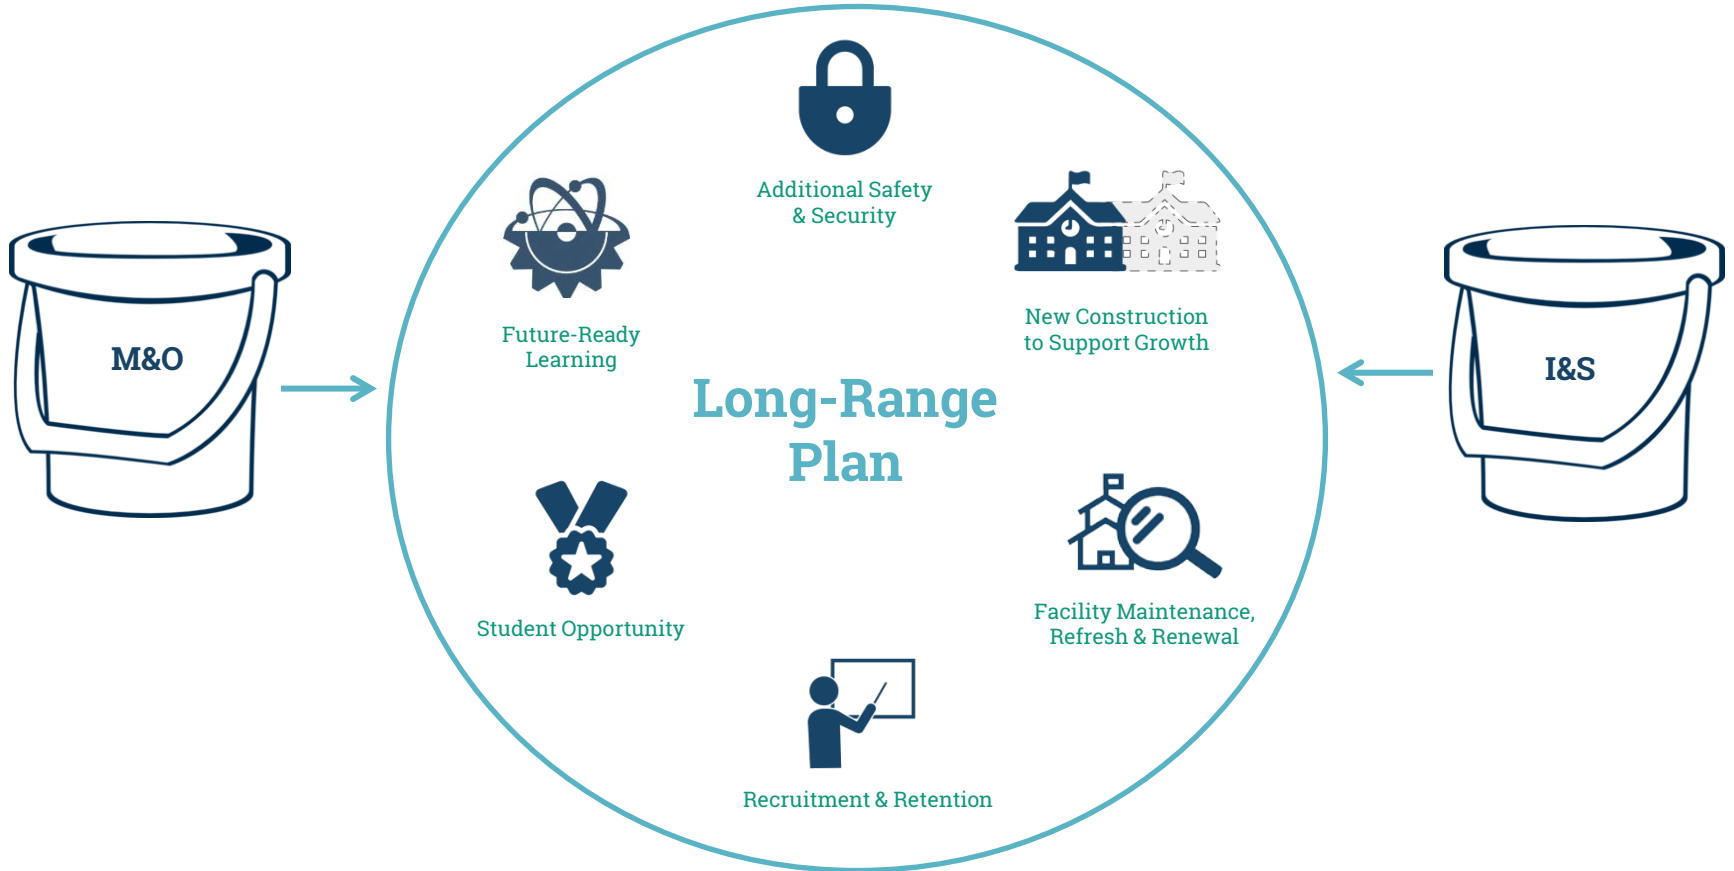 Additional Safety
& Security
Future-Ready
Learning
New Construction
to Support Growth
M&O
I&S
Long-Range
Plan
Student Opportunity
Facility Maintenance,
Refresh & Renewal
Recruitment & Retention